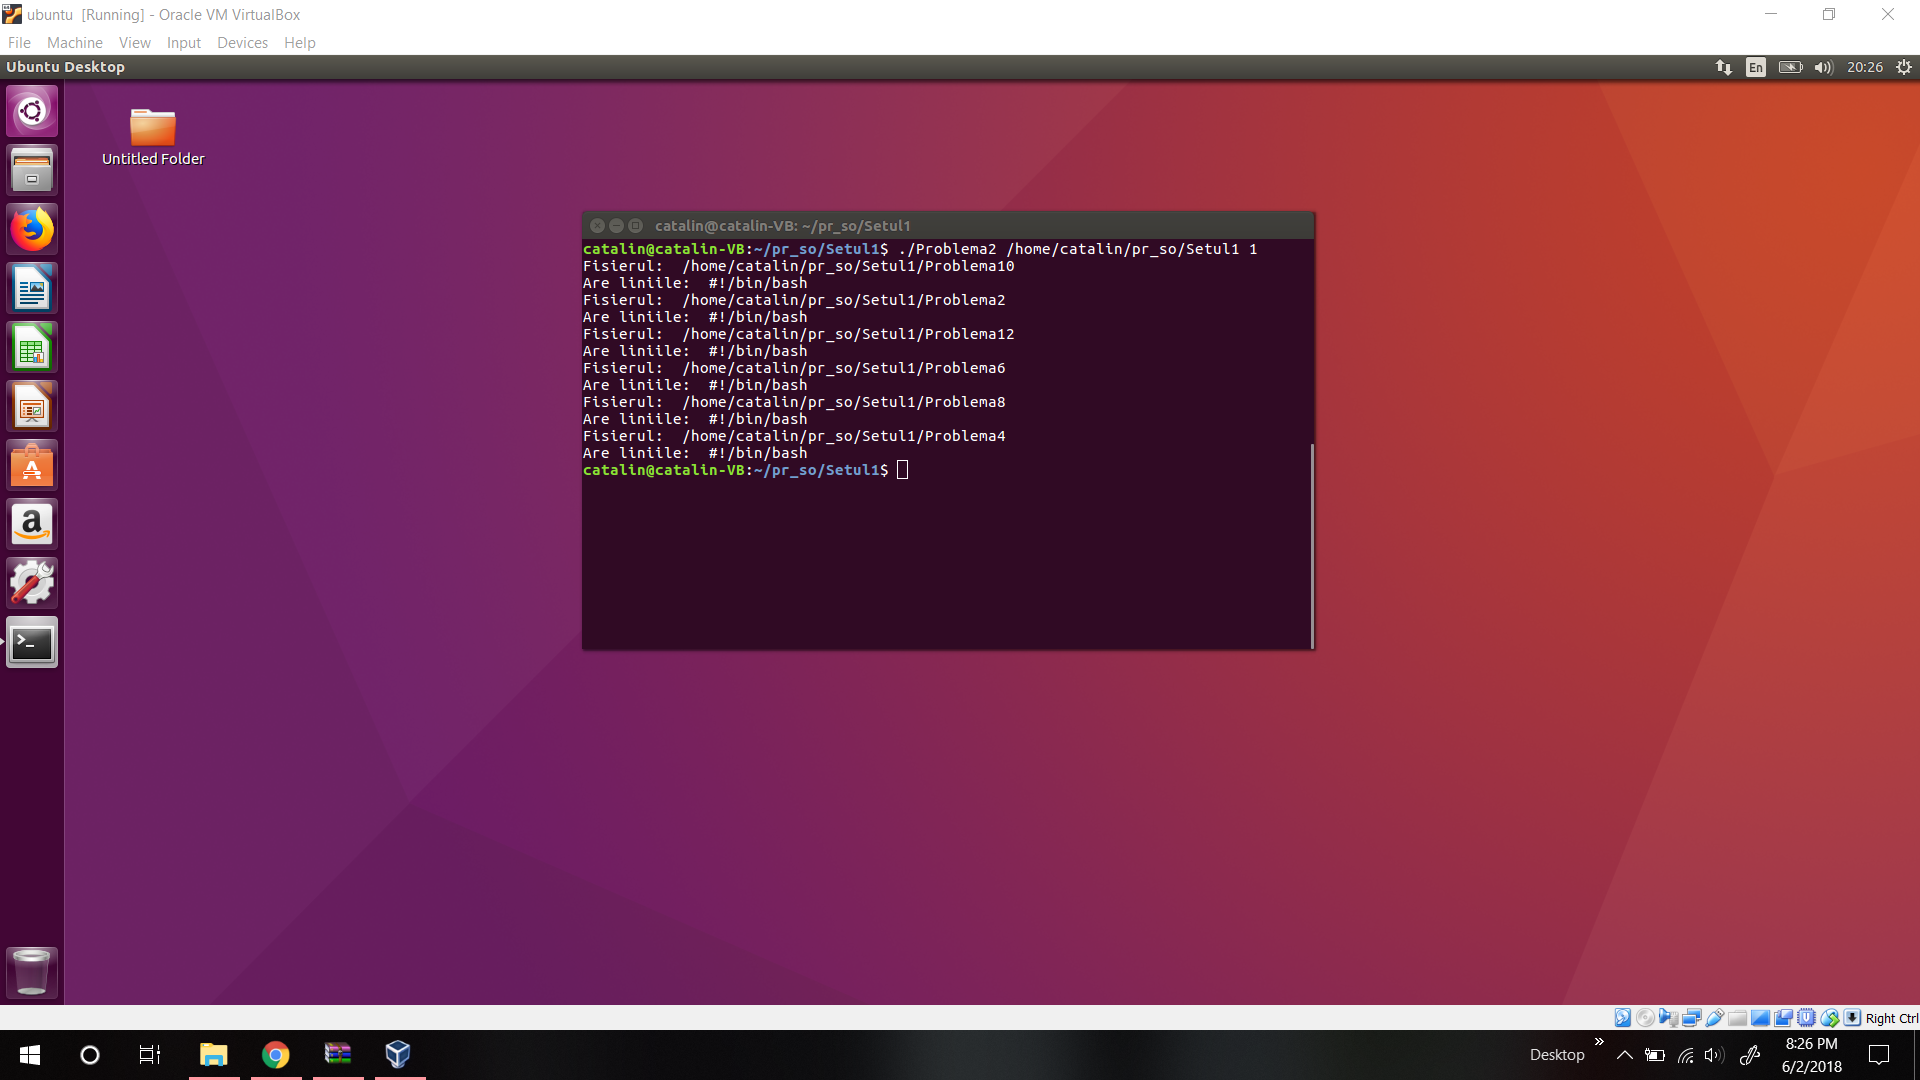 ubuntu [Running] - Oracle VM VirtualBox
File Machine View Input Devices Help
Ubuntu Desktop
En
20:26
Untitled Folder
catalin@catalin-VB: ~/pr_so/Setul1
catalin@catalin-VB:~/pr_so/Setul1$ ./Problema2 /home/catalin/pr_so/Setul1 1
Fisierul:  /home/catalin/pr_so/Setul1/Problema10
Are liniile:  #!/bin/bash
Fisierul:  /home/catalin/pr_so/Setul1/Problema2
Are liniile:  #!/bin/bash
Fisierul:  /home/catalin/pr_so/Setul1/Problema12
Are liniile:  #!/bin/bash
Fisierul:  /home/catalin/pr_so/Setul1/Problema6
Are liniile:  #!/bin/bash
Fisierul:  /home/catalin/pr_so/Setul1/Problema8
Are liniile:  #!/bin/bash
Fisierul:  /home/catalin/pr_so/Setul1/Problema4
Are liniile:  #!/bin/bash
catalin@catalin-VB:~/pr_so/Setul1$
Right Ctrl
Desktop
8:26 PM
6/2/2018